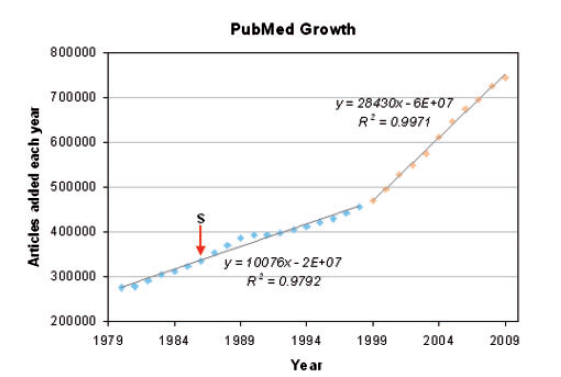 PubMed Growth
800000
700000
600000
500000
400000
300000
200000
Articles added each year
y = 28430x - 6E+07
R² = 0.9971
S
y = 10076x - 2E+07
R² = 0.9792
1979 1984 1989 1994 1999 2004 2009
Year